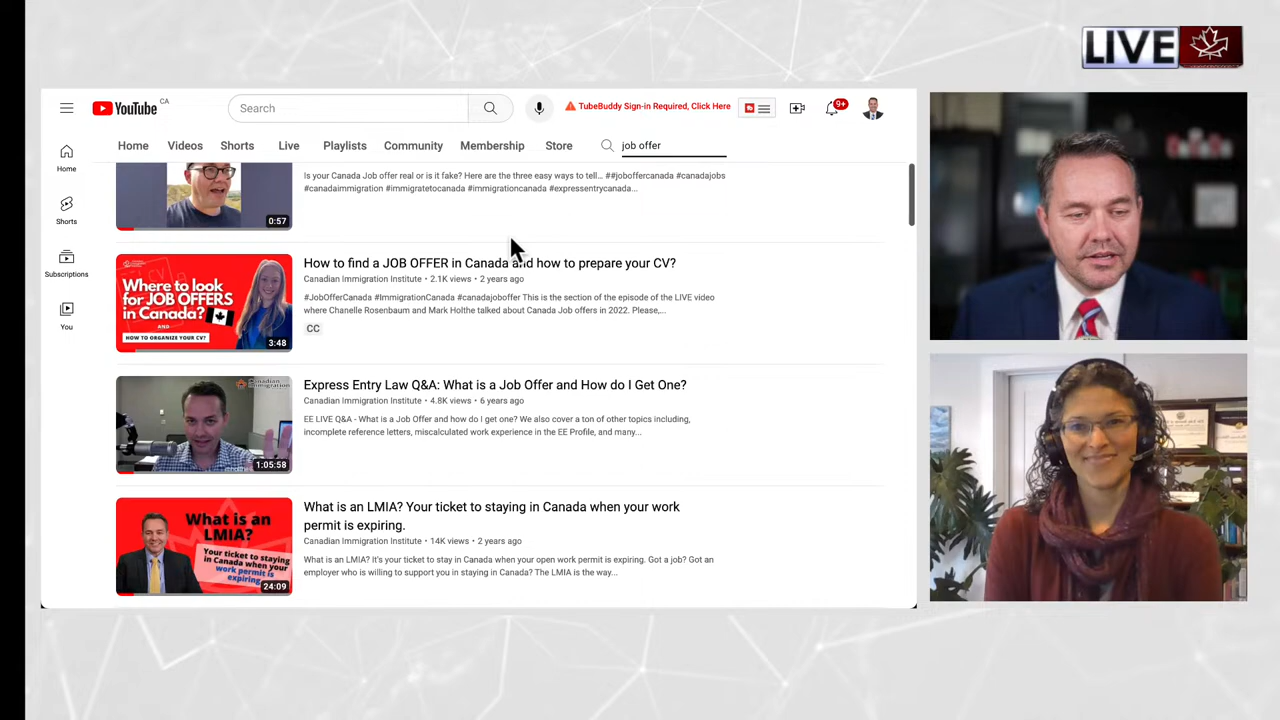 LIVE
YouTube CA
Search
TubeBuddy Sign-in Required, Click Here
9+
Home
Videos
Shorts
Live
Playlists
Community
Membership
Store
job offer
Home
Shorts
Subscriptions
You
0:57
Is your Canada Job offer real or is it fake? Here are the three easy ways to tell... ##joboffercanada #canadajobs
#canadaimmigration #immigratetocanada #immigrationcanada #expressentrycanada...
Where to look
for JOB OFFERS
in Canada?
AND
HOW TO ORGANIZE YOUR CV?
3:48
How to find a JOB OFFER in Canada and how to prepare your CV?
Canadian Immigration Institute • 2.1K views • 2 years ago
#JobOfferCanada #ImmigrationCanada #canadajoboffer This is the section of the episode of the LIVE video
where Chanelle Rosenbaum and Mark Holthe talked about Canada Job offers in 2022. Please,...
CC
Canadian
Immigration
1:05:58
Express Entry Law Q&A: What is a Job Offer and How do I Get One?
Canadian Immigration Institute • 4.8K views • 6 years ago
EE LIVE Q&A - What is a Job Offer and how do I get one? We also cover a ton of other topics including,
incomplete reference letters, miscalculated work experience in the EE Profile, and many...
What is an
LMIA?
Your ticket to staying
in Canada when your
work permit is
expiring.
24:09
What is an LMIA? Your ticket to staying in Canada when your work
permit is expiring.
Canadian Immigration Institute • 14K views • 2 years ago
What is an LMIA? It's your ticket to stay in Canada when your open work permit is expiring. Got a job? Got an
employer who is willing to support you in staying in Canada? The LMIA is the way...